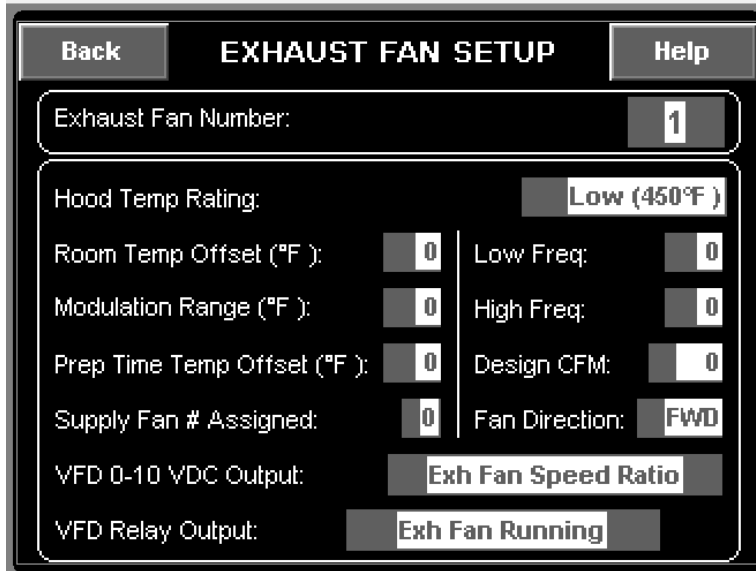 Back EXHAUST FAN SETUP Help
Exhaust Fan Number: 1
Hood Temp Rating: Low (450°F )
Room Temp Offset (°F ): 0 Low Freq: 0
Modulation Range (°F ): 0 High Freq: 0
Prep Time Temp Offset (°F ): 0 Design CFM: 0
Supply Fan # Assigned: 0 Fan Direction: FWD
VFD 0-10 VDC Output: Exh Fan Speed Ratio
VFD Relay Output: Exh Fan Running